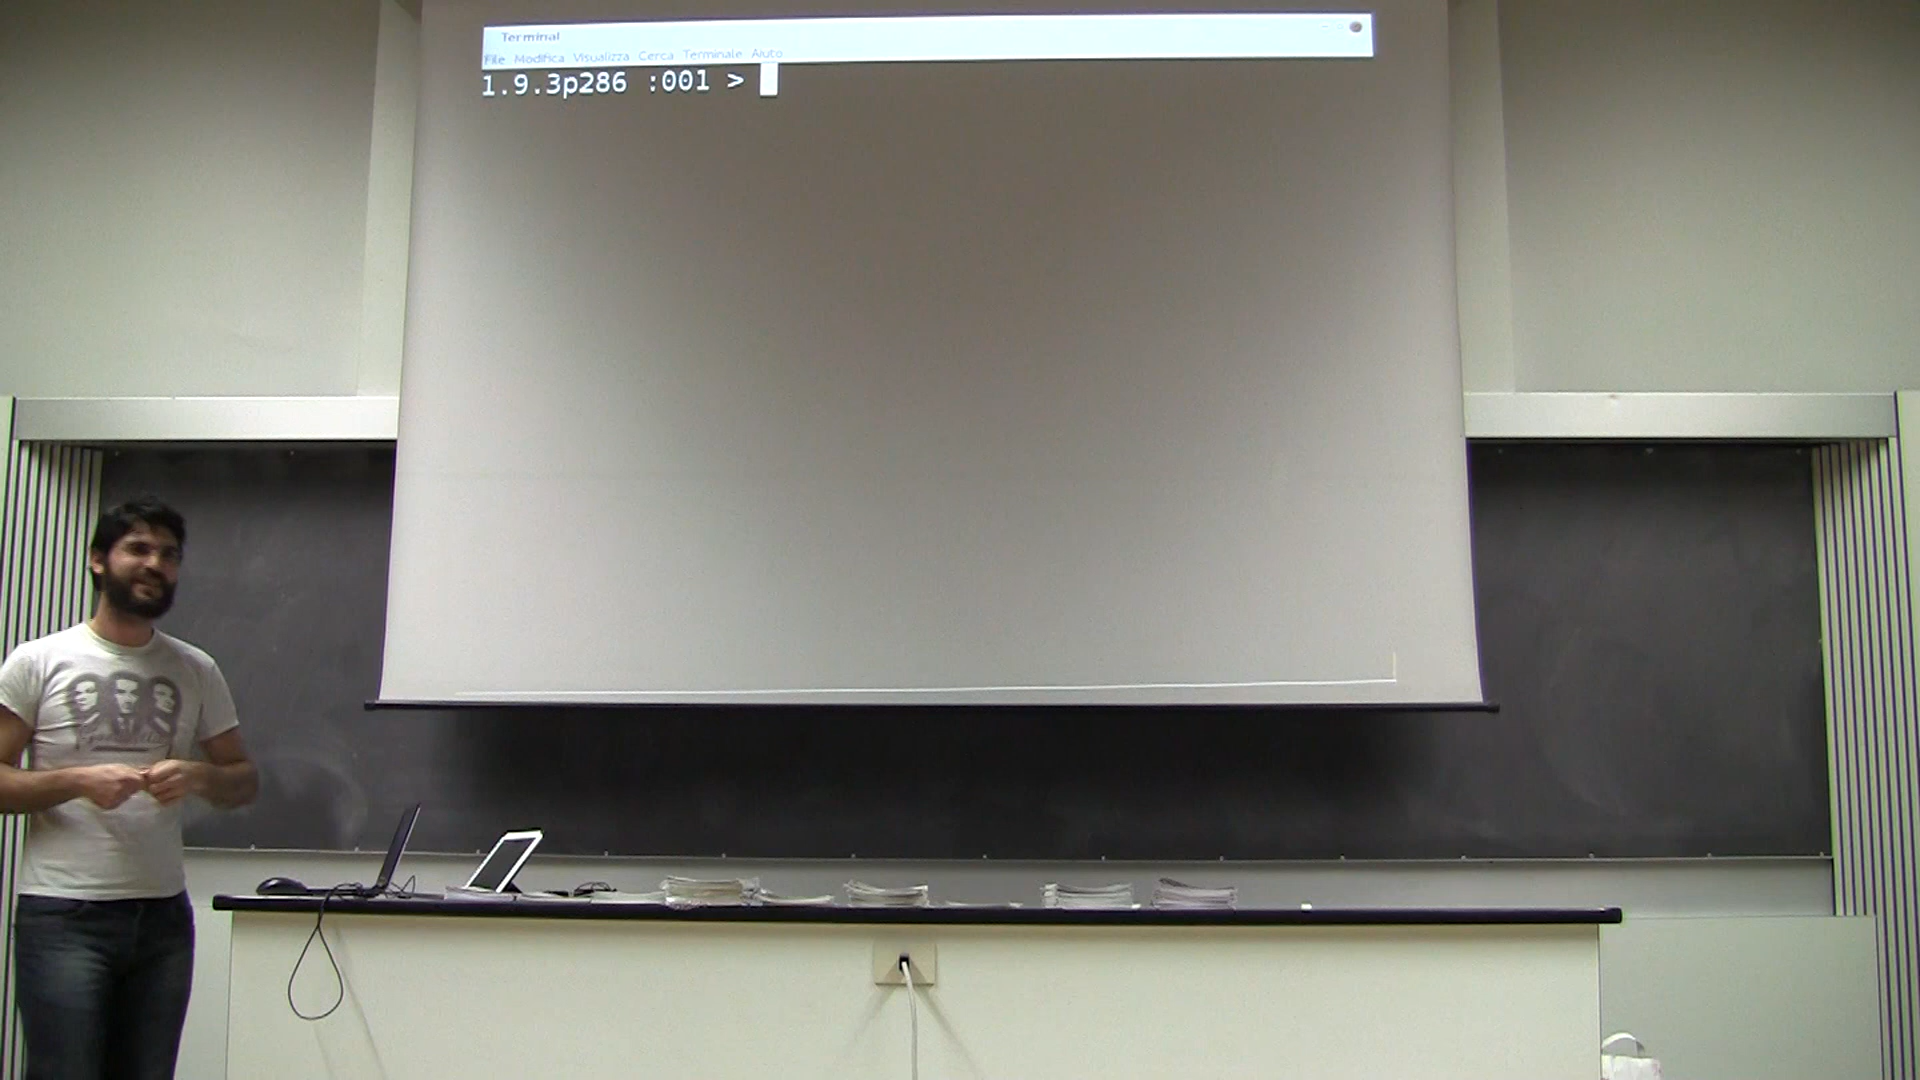 Terminal
File Modifica Visualizza Cerca Terminale Aiuto
1.9.3p286 :001 >